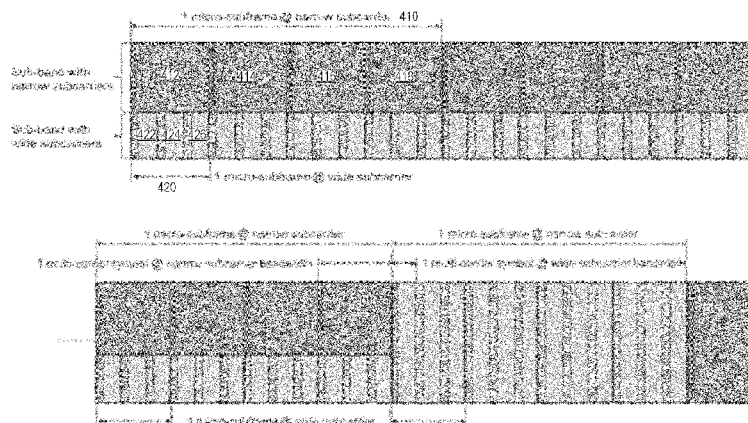 1 micro-subframe @ narrow subcarrier 410
Sub-band with
narrow subcarriers
412 414 416 418
Sub-band with
wide subcarriers
422 424 426
420 1 micro-subframe @ wide subcarrier
1 micro-subframe @ narrow subcarrier 1 micro-subframe @ narrow subcarrier
1 multi-carrier symbol @ narrow subcarrier bandwidth 1 multi-carrier symbol @ wide subcarrier bandwidth
1 micro-subframe @ wide subcarrier